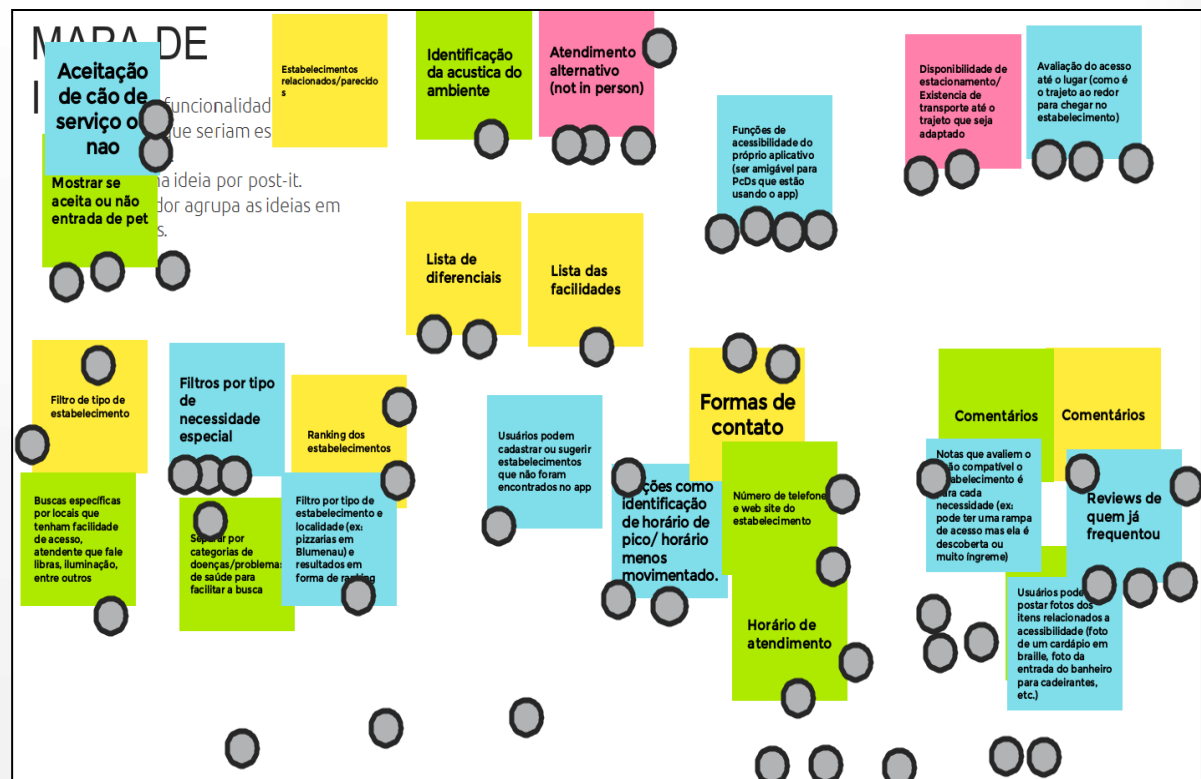 MAPA DE
I
funcionalidad
que seriam es
na ideia por post-it.
dor agrupa as ideias em
s.
Aceitação
de cão de
serviço o
nao
Mostrar se
aceita ou não
entrada de pet
Estabelecimentos
relacionados/parecido
s
Identificação
da acustica do
ambiente
Atendimento
alternativo
(not in person)
Funções de
acessibilidade do
próprio aplicativo
(ser amigável para
PcDs que estão
usando o app)
Disponibilidade de
estacionamento/
Existencia de
transporte até o
trajeto que seja
adaptado
Avaliação do acesso
até o lugar (como é
o trajeto ao redor
para chegar no
estabelecimento)
Lista de
diferenciais
Lista das
facilidades
Filtro de tipo de
estabelecimento
Filtros por tipo
de
necessidade
especial
Ranking dos
estabelecimentos
Buscas específicas
por locais que
tenham facilidade
de acesso,
atendente que fale
libras, iluminação,
entre outros
Separar por
categorias de
doenças/problemas
de saúde para
facilitar a busca
Filtro por tipo de
estabelecimento e
localidade (ex:
pizzarias em
Blumenau) e
resultados em
forma de ranking
Usuários podem
cadastrar ou sugerir
estabelecimentos
que não foram
encontrados no app
ções como
identificação
de horário de
pico/ horário
menos
movimentado.
Formas de
contato
Número de telefone
e web site do
estabelecimento
Horário de
atendimento
Comentários
Comentários
Notas que avaliem o
ão compatível o
tabelecimento é
ara cada
necessidade (ex:
pode ter uma rampa
de acesso mas ela é
descoberta ou
muito íngreme)
Reviews de
quem já
frequentou
Usuários pode
postar fotos dos
itens relacionados a
acessibilidade (foto
de um cardápio em
braille, foto da
entrada do banheiro
para cadeirantes,
etc.)